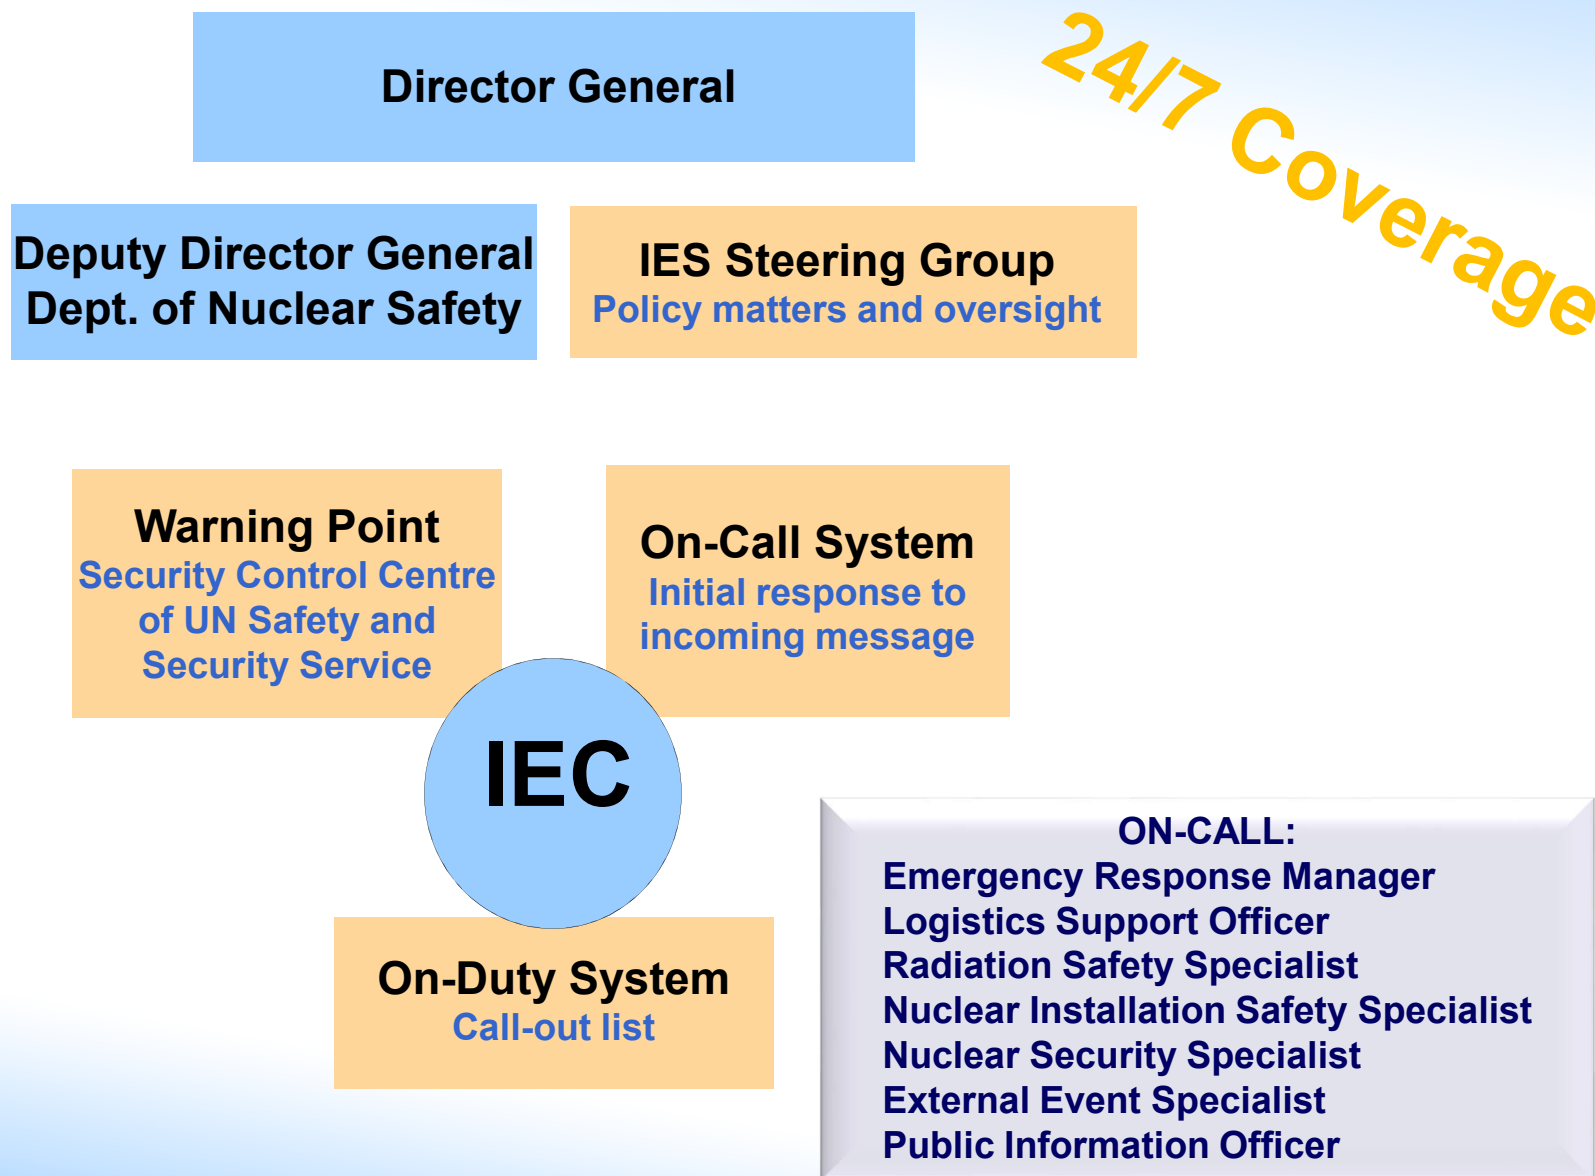 Director General
24/7 Coverage
Deputy Director General
Dept. of Nuclear Safety
IES Steering Group
Policy matters and oversight
Warning Point
Security Control Centre
of UN Safety and
Security Service
On-Call System
Initial response to
incoming message
IEC
On-Duty System
Call-out list
ON-CALL:
Emergency Response Manager
Logistics Support Officer
Radiation Safety Specialist
Nuclear Installation Safety Specialist
Nuclear Security Specialist
External Event Specialist
Public Information Officer